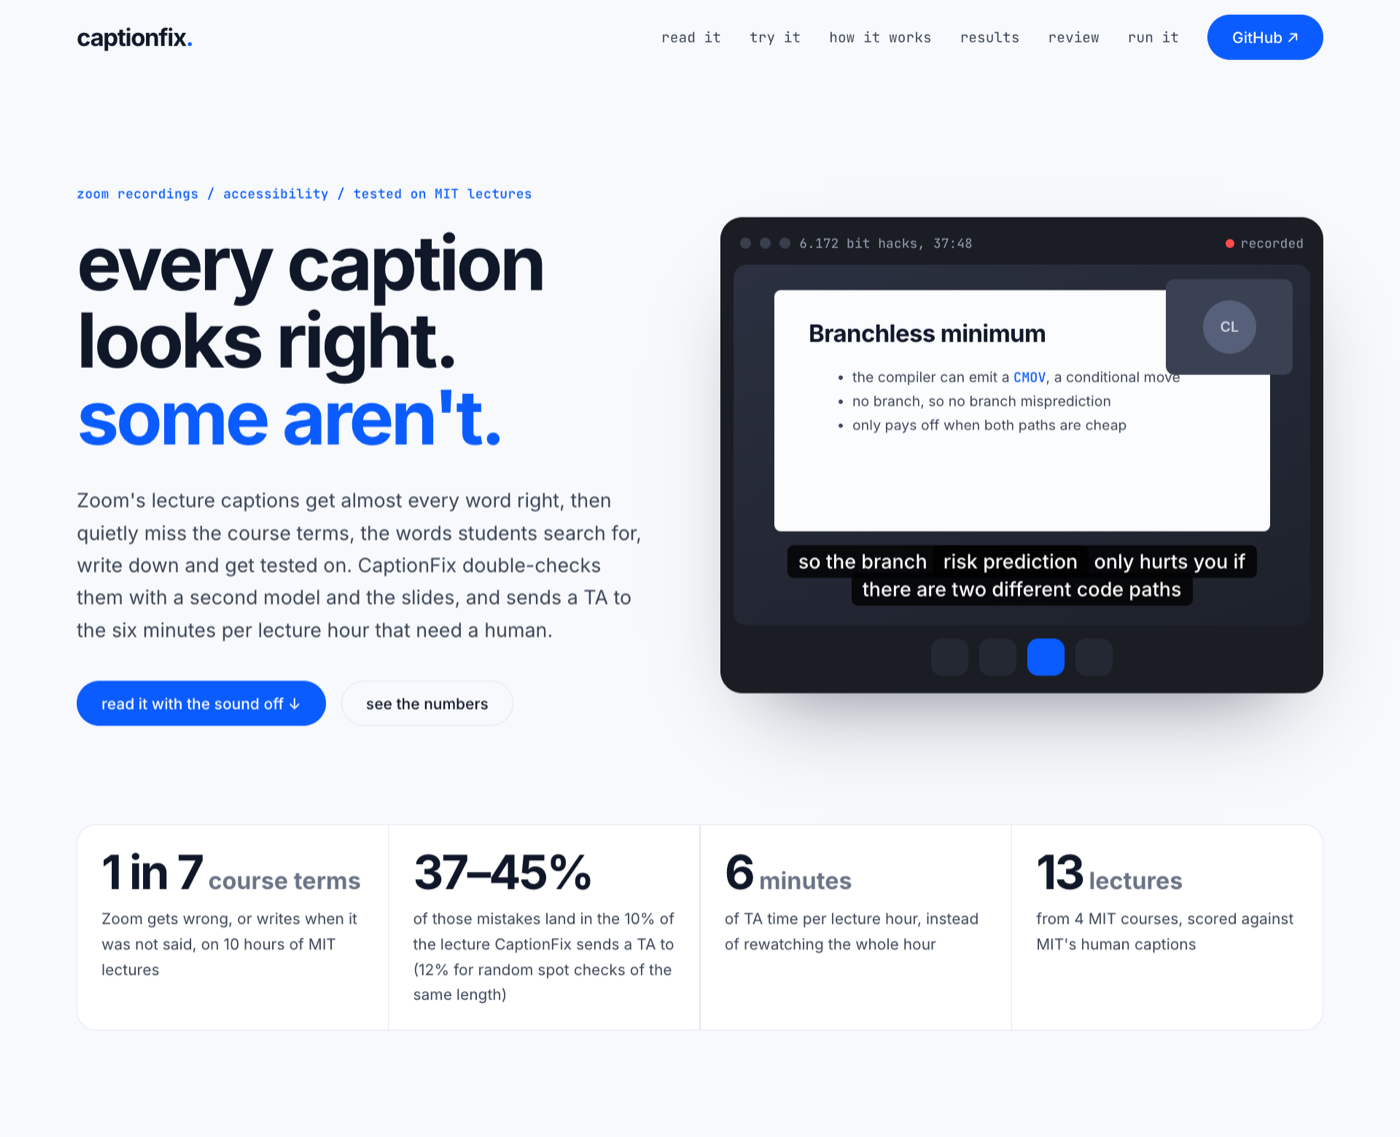 captionfix.
read it try it how it works results review run it GitHub ↗
zoom recordings / accessibility / tested on MIT lectures
every caption
looks right.
some aren't.
Zoom's lecture captions get almost every word right, then
quietly miss the course terms, the words students search for,
write down and get tested on. CaptionFix double-checks
them with a second model and the slides, and sends a TA to
the six minutes per lecture hour that need a human.
read it with the sound off ↓ see the numbers
6.172 bit hacks, 37:48 recorded
CL
Branchless minimum
• the compiler can emit a CMOV, a conditional move
• no branch, so no branch misprediction
• only pays off when both paths are cheap
so the branch risk prediction only hurts you if
there are two different code paths
1 in 7 course terms
Zoom gets wrong, or writes when it
was not said, on 10 hours of MIT
lectures
37–45%
of those mistakes land in the 10% of
the lecture CaptionFix sends a TA to
(12% for random spot checks of the
same length)
6 minutes
of TA time per lecture hour, instead
of rewatching the whole hour
13 lectures
from 4 MIT courses, scored against
MIT's human captions